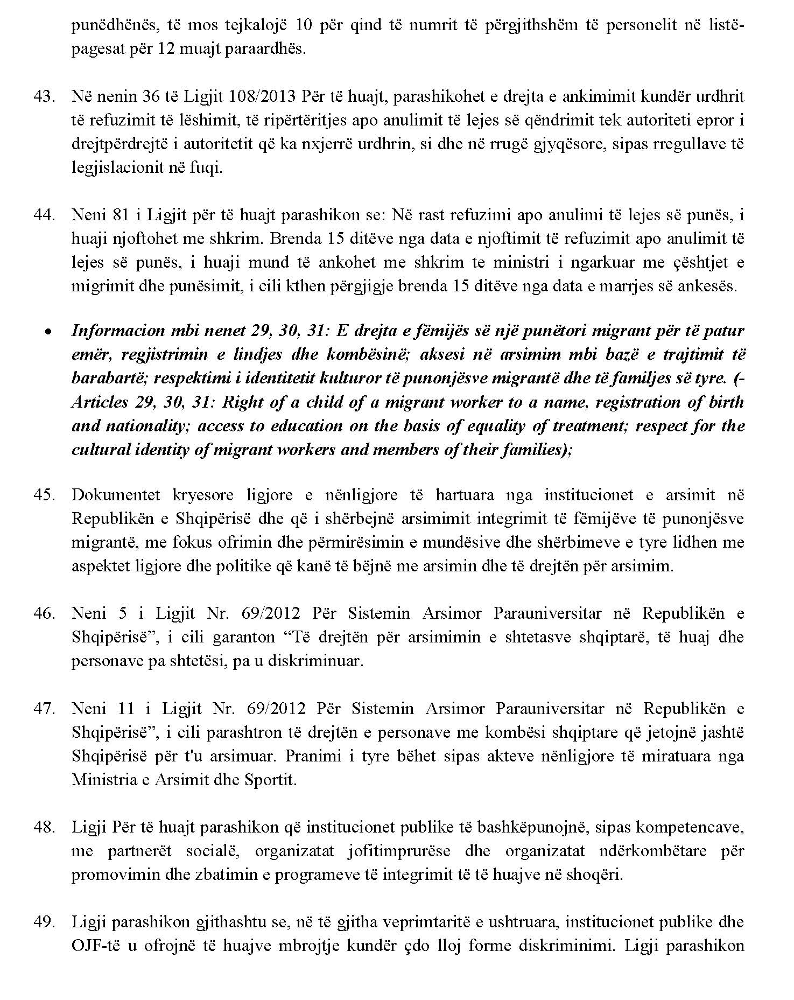 punëdhënës, të mos tejkalojë 10 për qind të numrit të përgjithshëm të personelit në listë-
pagesat për 12 muajt paraardhës.
43. Në nenin 36 të Ligjit 108/2013 Për të huajt, parashikohet e drejta e ankimimit kundër urdhrit
të refuzimit të lëshimit, të ripërtëritjes apo anulimit të lejes së qëndrimit tek autoriteti epror i
drejtpërdrejtë i autoritetit që ka nxjerrë urdhrin, si dhe në rrugë gjyqësore, sipas rregullave të
legjislacionit në fuqi.
44. Neni 81 i Ligjit për të huajt parashikon se: Në rast refuzimi apo anulimi të lejes së punës, i
huaji njoftohet me shkrim. Brenda 15 ditëve nga data e njoftimit të refuzimit apo anulimit të
lejes së punës, i huaji mund të ankohet me shkrim te ministri i ngarkuar me çështjet e
migrimit dhe punësimit, i cili kthen përgjigje brenda 15 ditëve nga data e marrjes së ankesës.
• Informacion mbi nenet 29, 30, 31: E drejta e fëmijës së një punëtori migrant për të patur
emër, regjistrimin e lindjes dhe kombësinë; aksesi në arsimim mbi bazë e trajtimit të
barabartë; respektimi i identitetit kulturor të punonjësve migrantë dhe të familjes së tyre. (-
Articles 29, 30, 31: Right of a child of a migrant worker to a name, registration of birth
and nationality; access to education on the basis of equality of treatment; respect for the
cultural identity of migrant workers and members of their families);
45. Dokumentet kryesore ligjore e nënligjore të hartuara nga institucionet e arsimit në
Republikën e Shqipërisë dhe që i shërbejnë arsimimit integrimit të fëmijëve të punonjësve
migrantë, me fokus ofrimin dhe përmirësimin e mundësive dhe shërbimeve e tyre lidhen me
aspektet ligjore dhe politike që kanë të bëjnë me arsimin dhe të drejtën për arsimim.
46. Neni 5 i Ligjit Nr. 69/2012 Për Sistemin Arsimor Parauniversitar në Republikën e
Shqipërisë”, i cili garanton “Të drejtën për arsimimin e shtetasve shqiptarë, të huaj dhe
personave pa shtetësi, pa u diskriminuar.
47. Neni 11 i Ligjit Nr. 69/2012 Për Sistemin Arsimor Parauniversitar në Republikën e
Shqipërisë”, i cili parashtron të drejtën e personave me kombësi shqiptare që jetojnë jashtë
Shqipërisë për t'u arsimuar. Pranimi i tyre bëhet sipas akteve nënligjore të miratuara nga
Ministria e Arsimit dhe Sportit.
48. Ligji Për të huajt parashikon që institucionet publike të bashkëpunojnë, sipas kompetencave,
me partnerët socialë, organizatat jofitimprurëse dhe organizatat ndërkombëtare për
promovimin dhe zbatimin e programeve të integrimit të të huajve në shoqëri.
49. Ligji parashikon gjithashtu se, në të gjitha veprimtaritë e ushtruara, institucionet publike dhe
OJF-të u ofrojnë të huajve mbrojtje kundër çdo lloj forme diskriminimi. Ligji parashikon